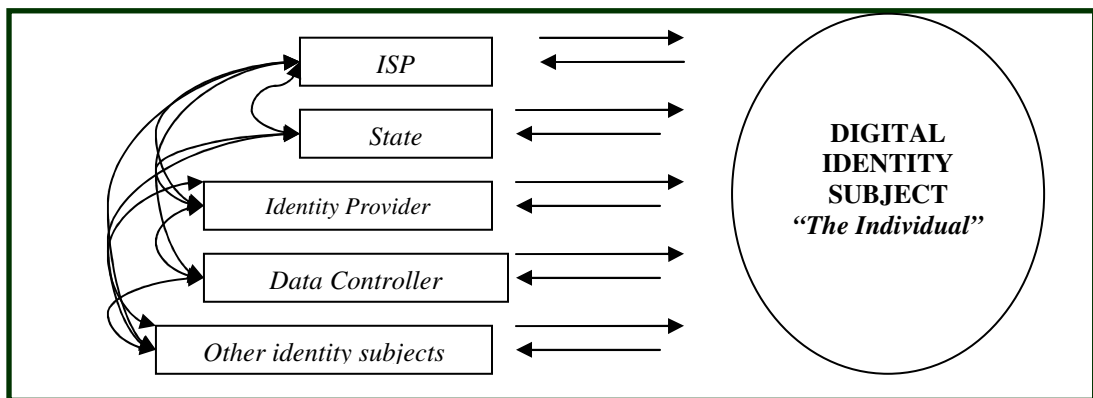 ISP
State
Identity Provider
Data Controller
Other identity subjects
DIGITAL
IDENTITY
SUBJECT
“The Individual”